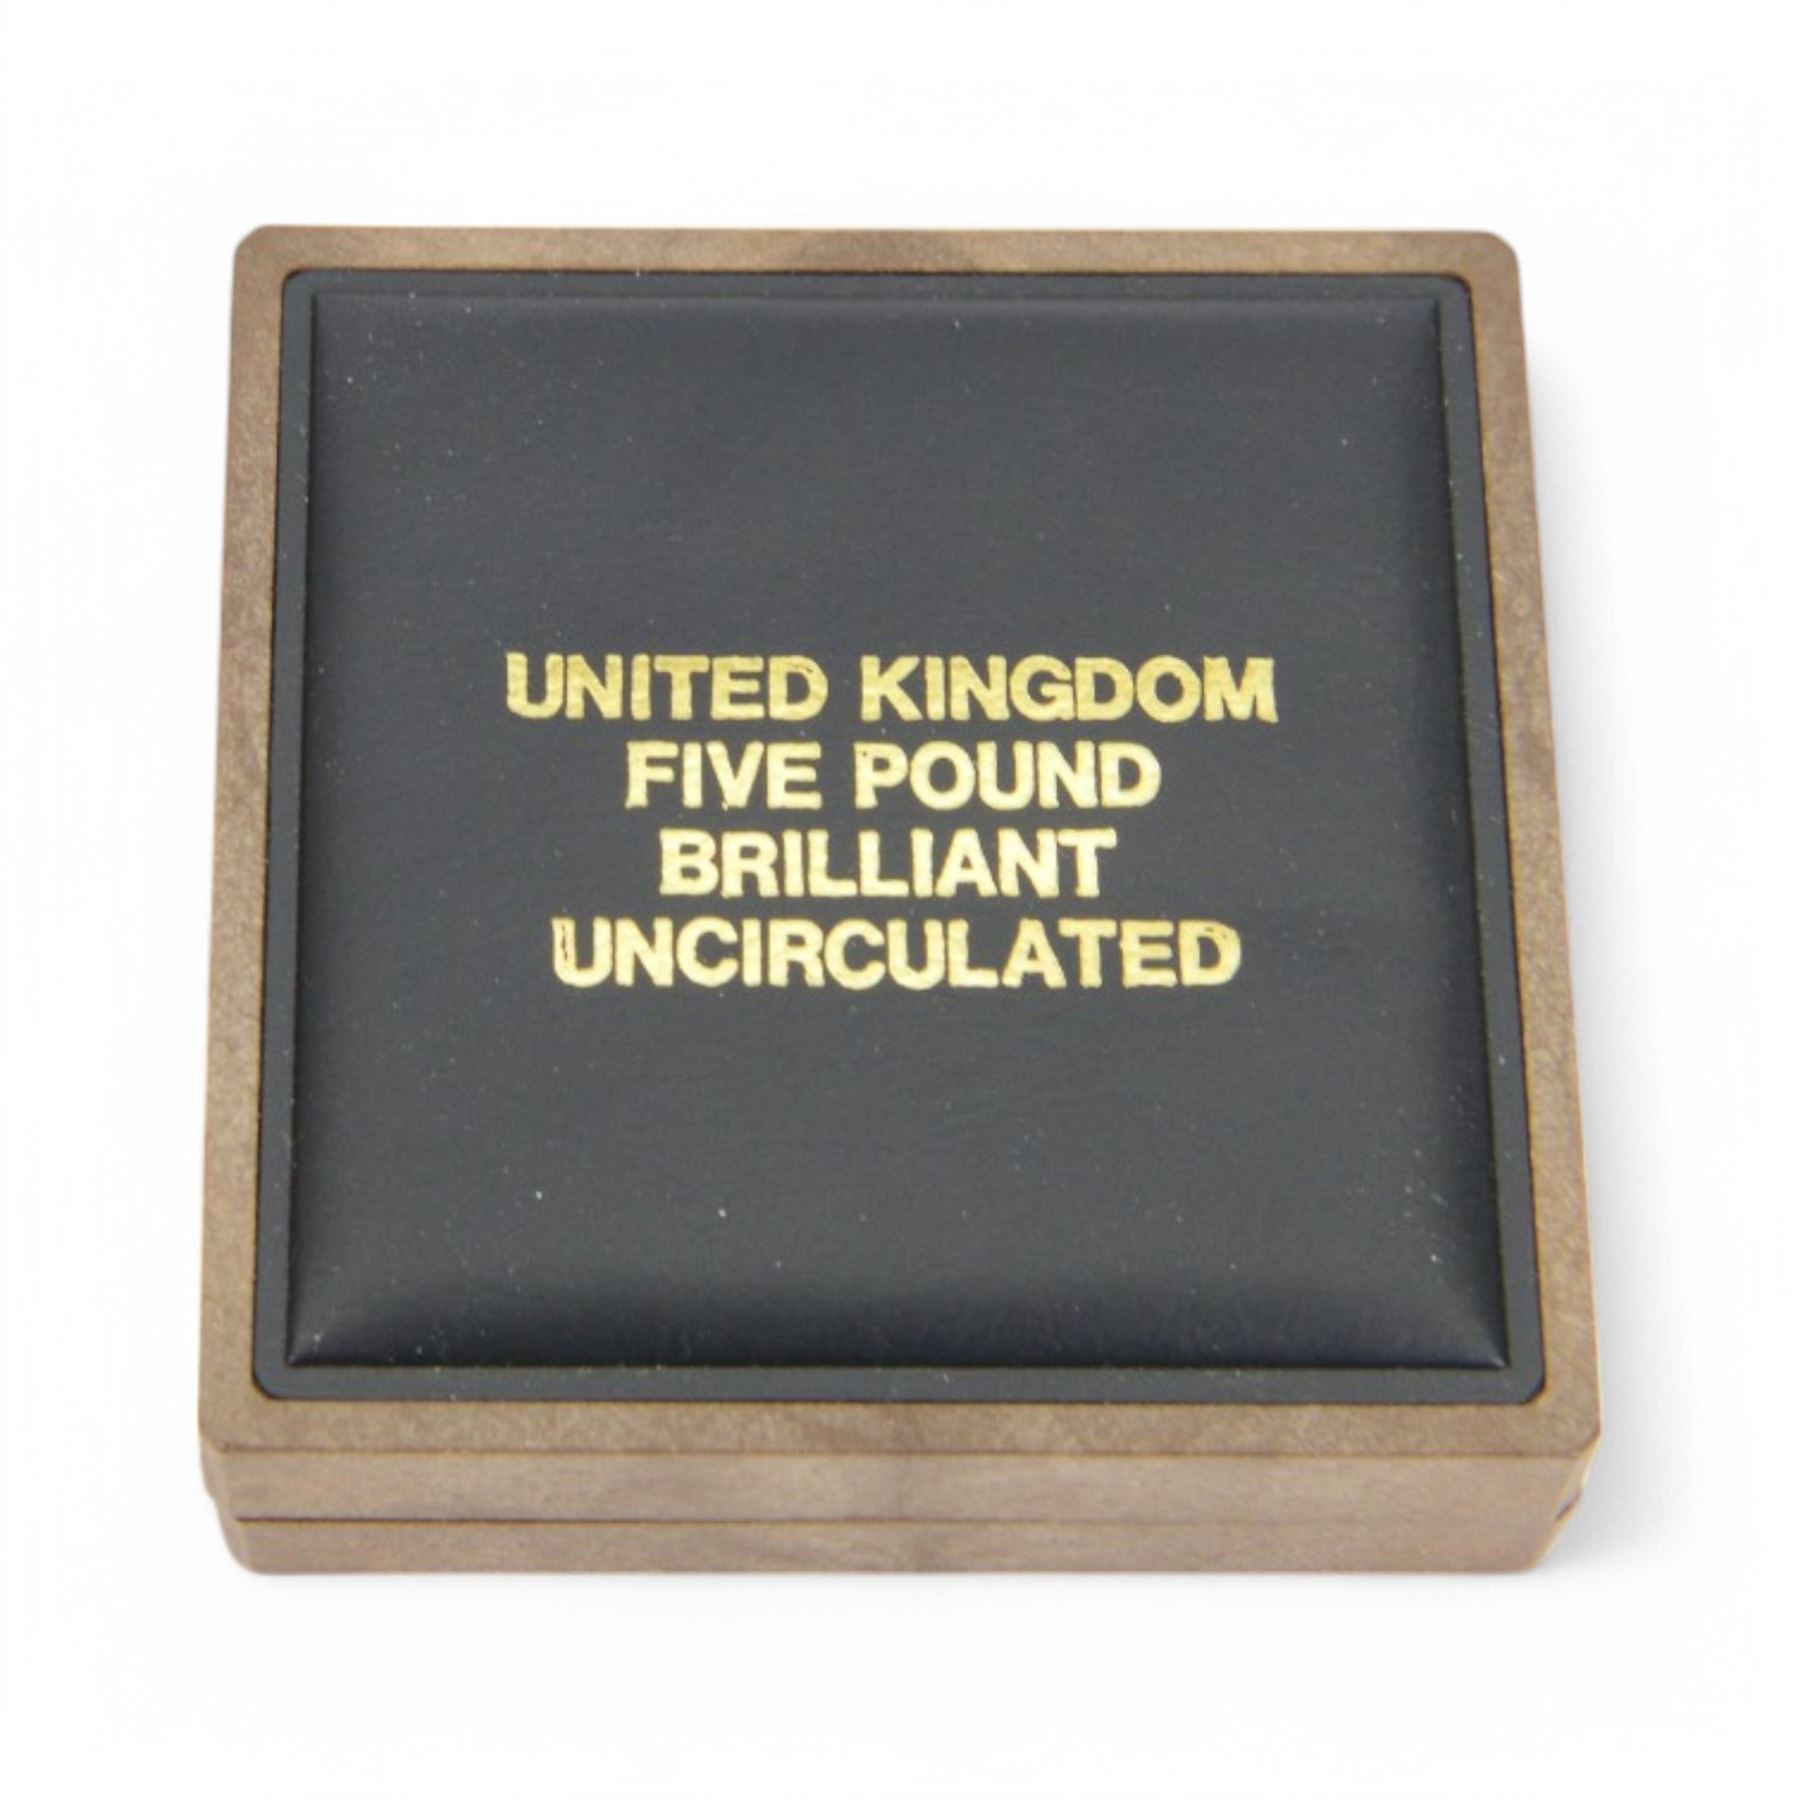 UNITED KINGDOM
FIVE POUND
BRILLIANT
UNCIRCULATED